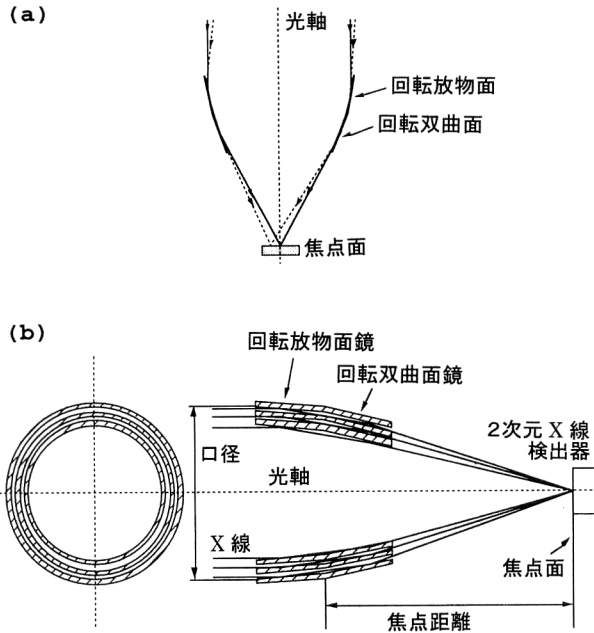 (a)
光軸
回転放物面
回転双曲面
焦点面
(b)
回転放物面鏡
回転双曲面鏡
2次元X線
検出器
口径
光軸
X線
焦点面
焦点距離